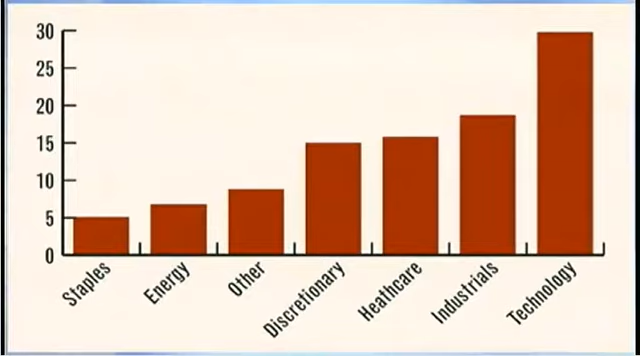 30
25
20
15
10
5
0
Staples
Energy
Other
Discretionary
Heathcare
Industrials
Technology